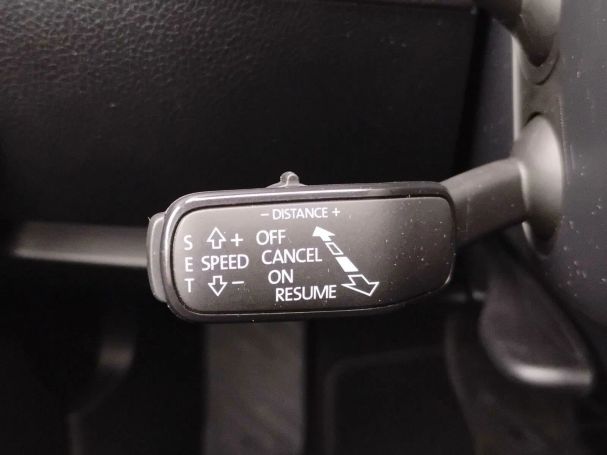 - DISTANCE +
S + OFF
E SPEED CANCEL
T - ON
RESUME